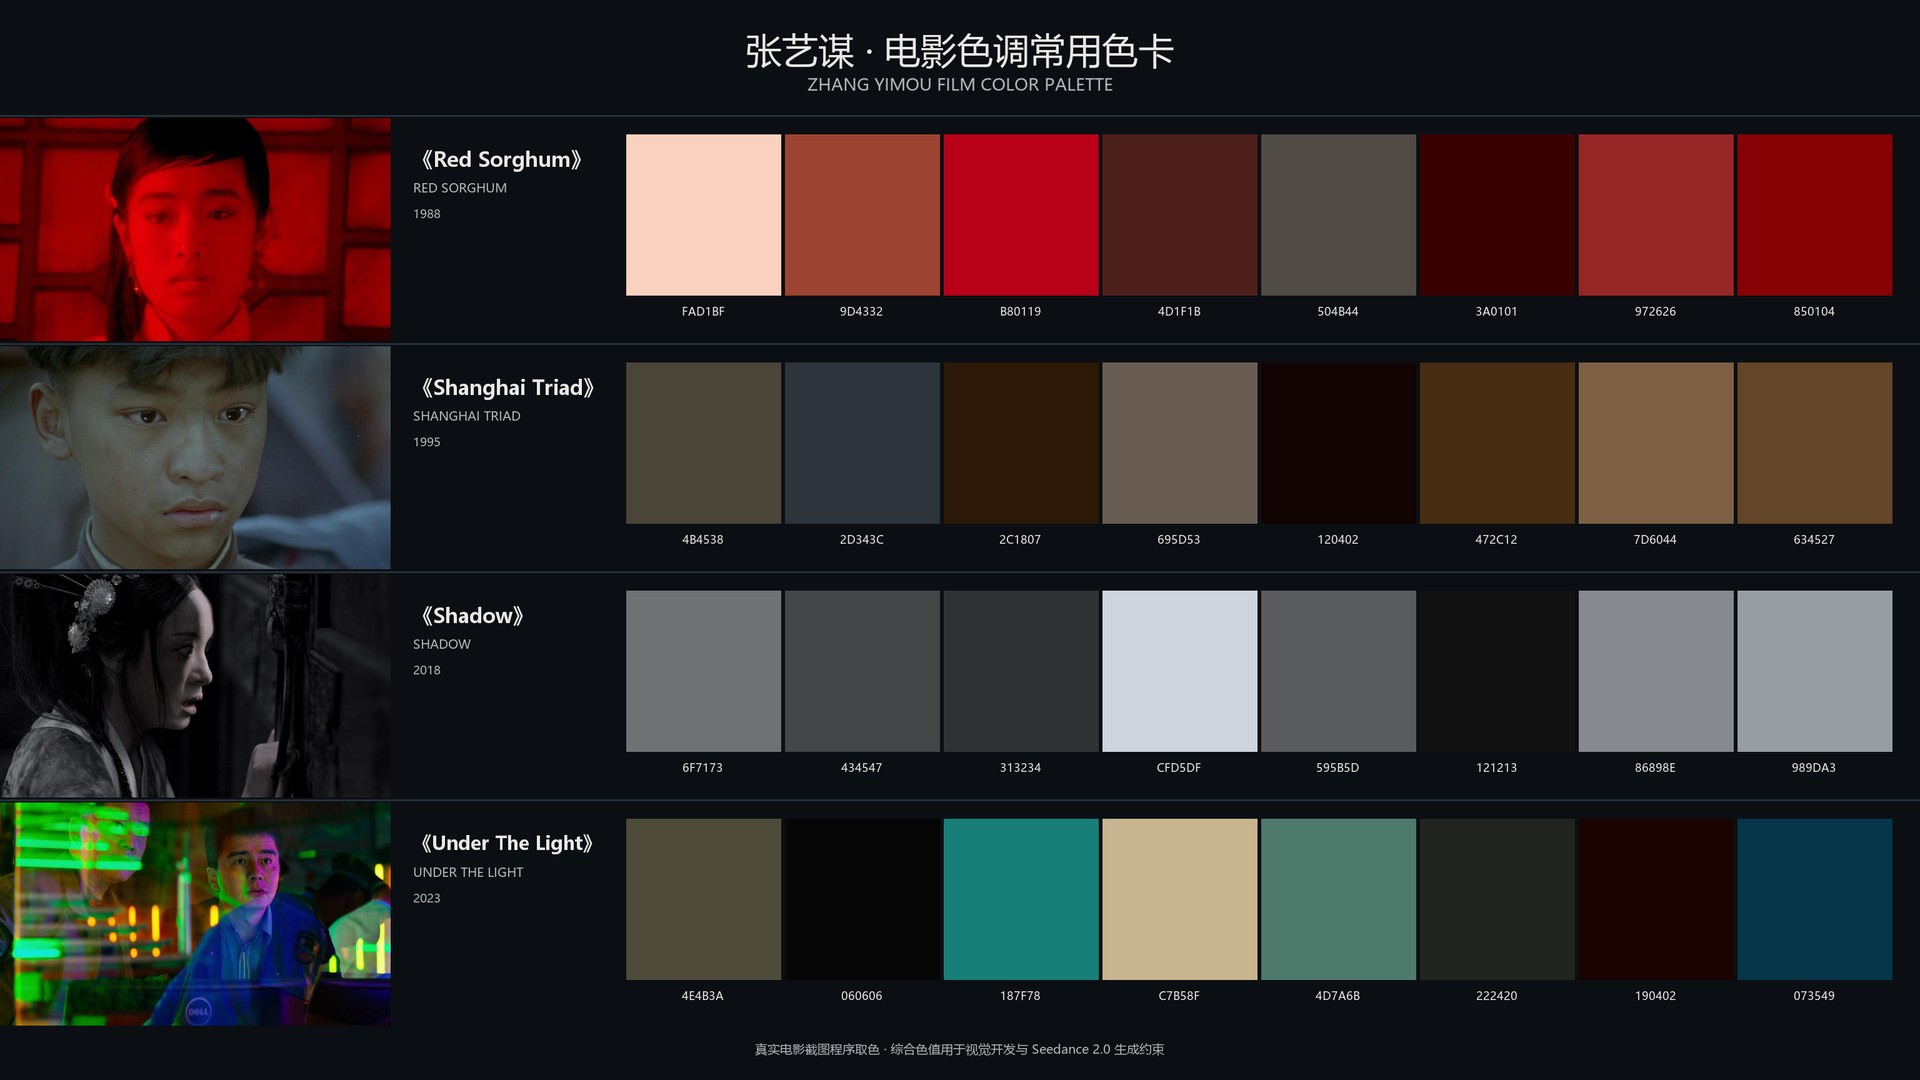 张艺谋 · 电影色调常用色卡
ZHANG YIMOU FILM COLOR PALETTE
《Red Sorghum》
RED SORGHUM
1988
FAD1BF 9D4332 B80119 4D1F1B 504B44 3A0101 972626 850104
《Shanghai Triad》
SHANGHAI TRIAD
1995
4B4538 2D343C 2C1807 695D53 120402 472C12 7D6044 634527
《Shadow》
SHADOW
2018
6F7173 434547 313234 CFD5DF 595B5D 121213 86898E 989DA3
《Under The Light》
UNDER THE LIGHT
2023
4E4B3A 060606 187F78 C7B58F 4D7A6B 222420 190402 073549
DELL
真实电影截图程序取色 · 综合色值用于视觉开发与 Seedance 2.0 生成约束